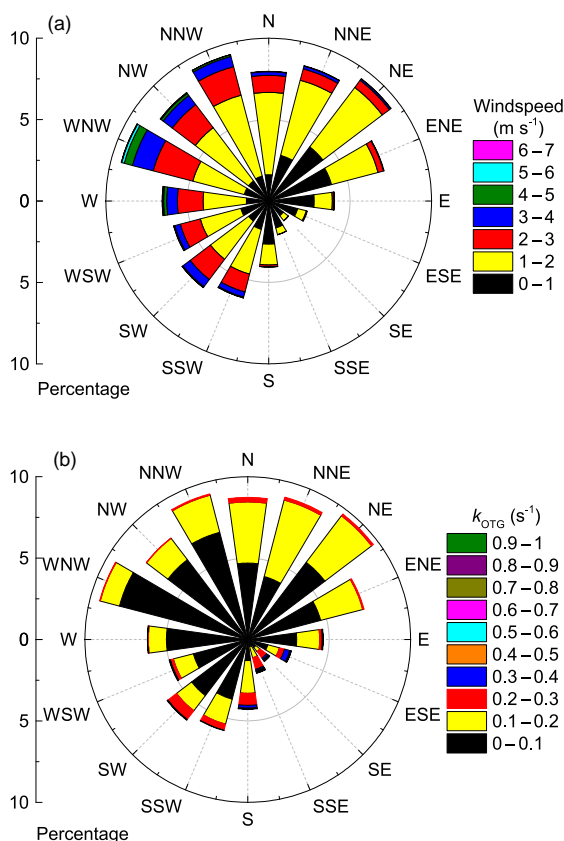 (a)
10
5
0
5
10
N
NNE
NE
ENE
E
ESE
SE
SSE
S
SSW
SW
WSW
W
WNW
NW
NNW
Percentage
Windspeed
(m s⁻¹)
6 – 7
5 – 6
4 – 5
3 – 4
2 – 3
1 – 2
0 – 1
(b)
10
5
0
5
10
N
NNE
NE
ENE
E
ESE
SE
SSE
S
SSW
SW
WSW
W
WNW
NW
NNW
Percentage
k_OTG (s⁻¹)
0.9 – 1
0.8 – 0.9
0.7 – 0.8
0.6 – 0.7
0.5 – 0.6
0.4 – 0.5
0.3 – 0.4
0.2 – 0.3
0.1 – 0.2
0 – 0.1